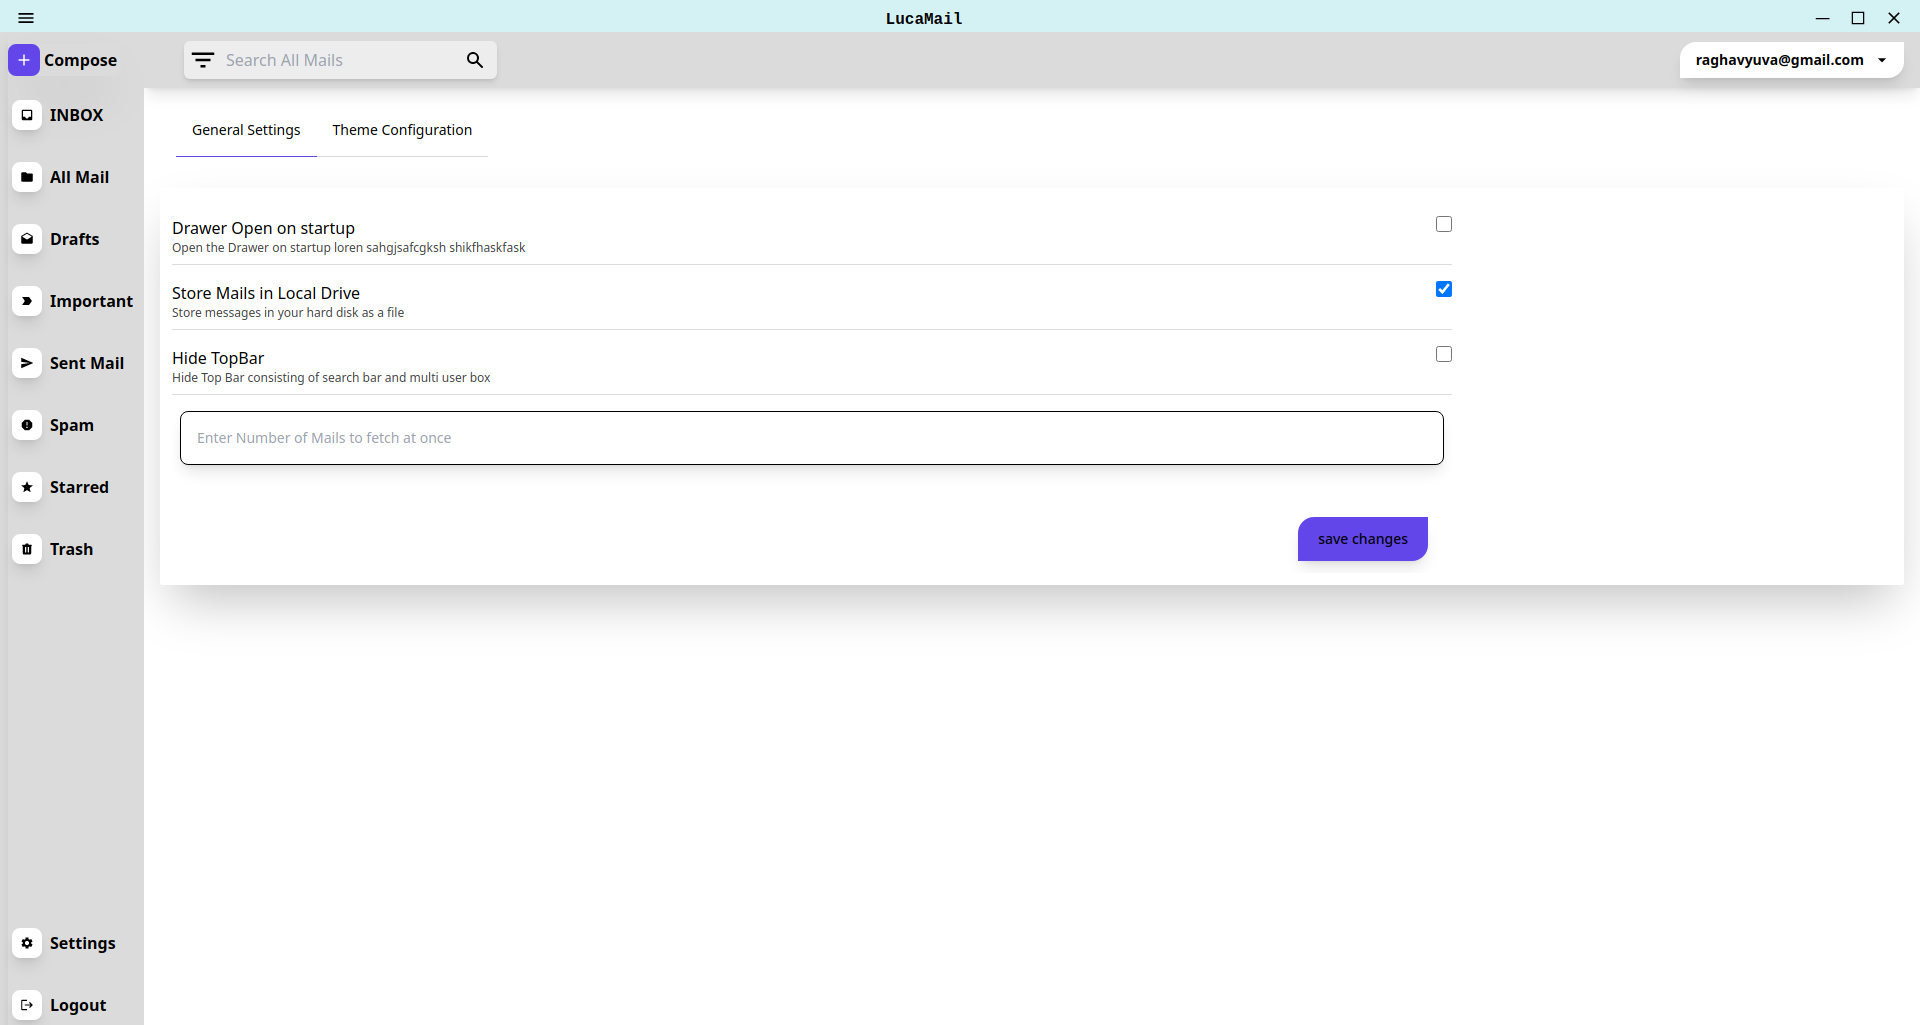 LucaMail
Compose
Search All Mails
raghavyuva@gmail.com
INBOX
All Mail
Drafts
Important
Sent Mail
Spam
Starred
Trash
Settings
Logout
General Settings
Theme Configuration
Drawer Open on startup
Open the Drawer on startup loren sahgjsafcgksh shikfhaskfask
Store Mails in Local Drive
Store messages in your hard disk as a file
Hide TopBar
Hide Top Bar consisting of search bar and multi user box
Enter Number of Mails to fetch at once
save changes